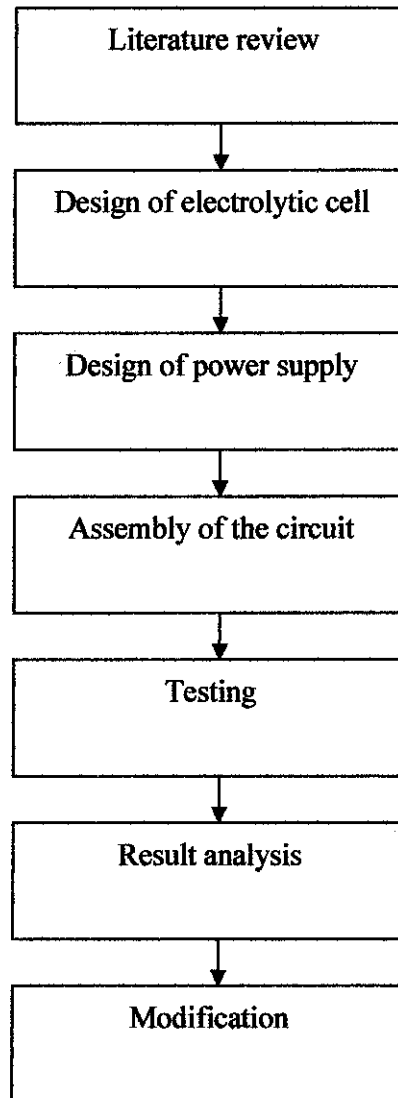 Literature review
Design of electrolytic cell
Design of power supply
Assembly of the circuit
Testing
Result analysis
Modification